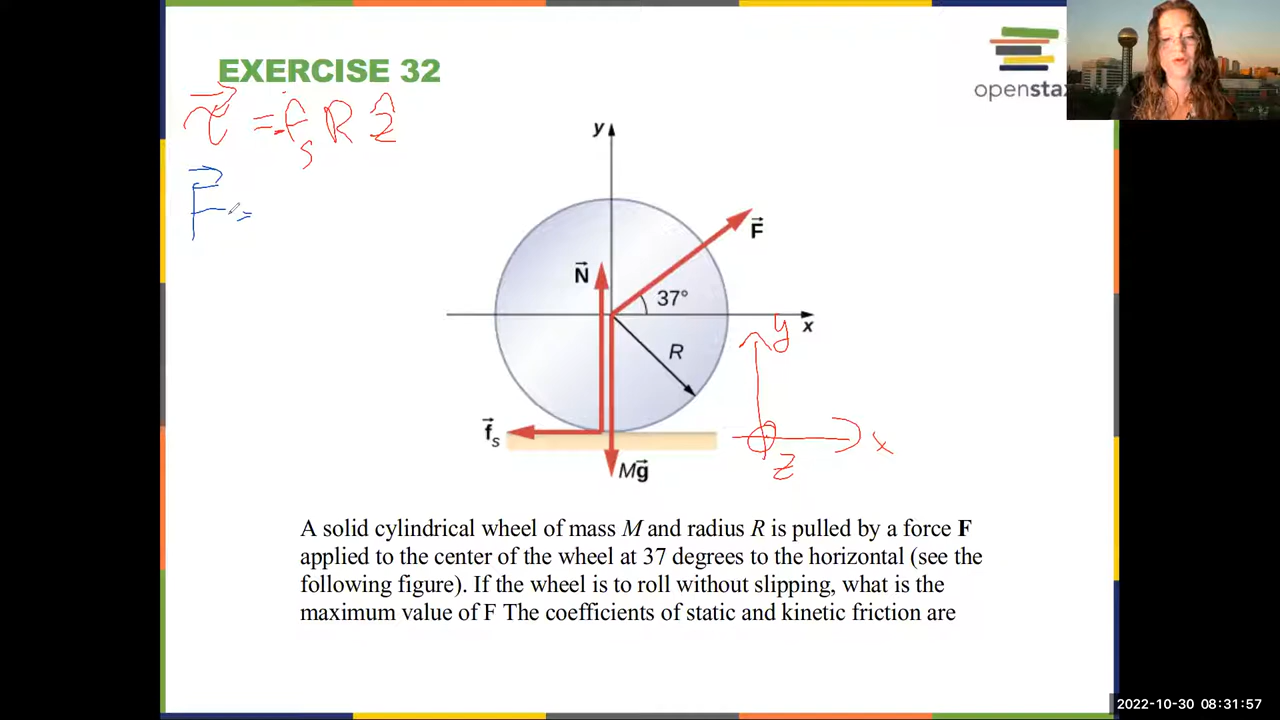 EXERCISE 32
openstax
τ⃗ = -f_s R ẑ
F⃗ =
y
F⃗
N⃗
37°
x
R
y
f⃗s
x
z
Mg⃗
A solid cylindrical wheel of mass M and radius R is pulled by a force F
applied to the center of the wheel at 37 degrees to the horizontal (see the
following figure). If the wheel is to roll without slipping, what is the
maximum value of F The coefficients of static and kinetic friction are
2022-10-30 08:31:57